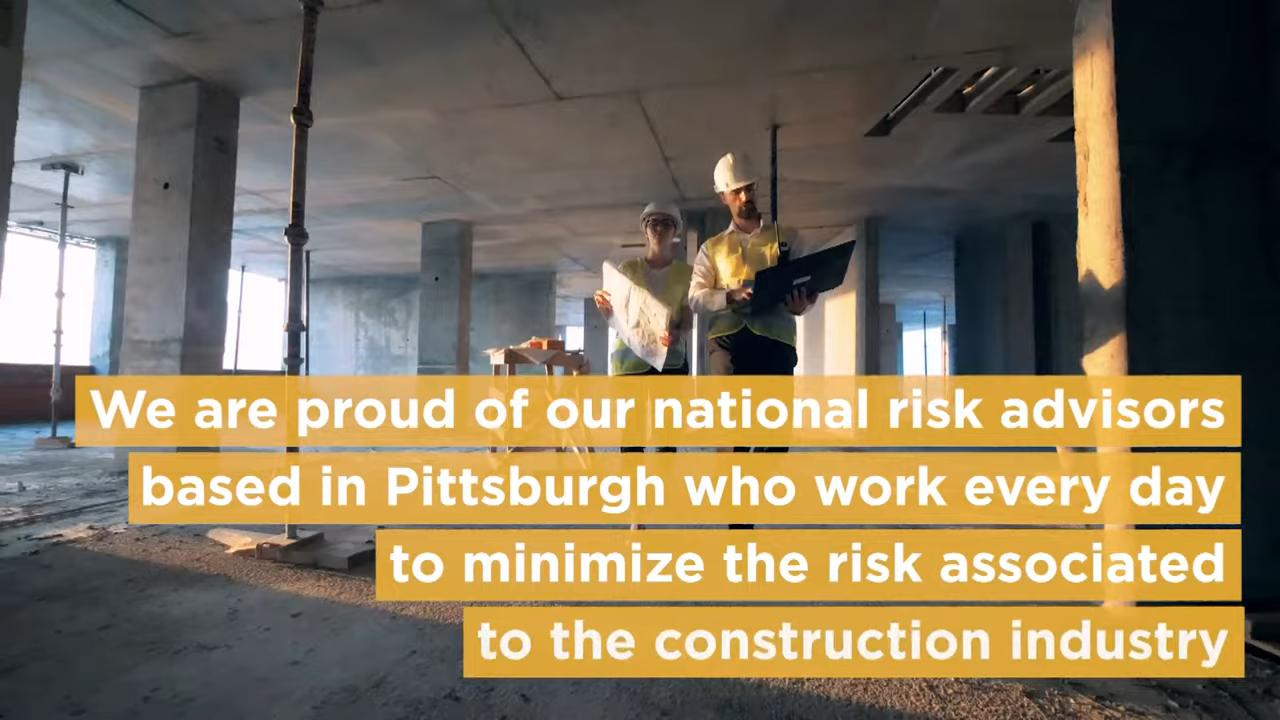 We are proud of our national risk advisors
based in Pittsburgh who work every day
to minimize the risk associated
to the construction industry